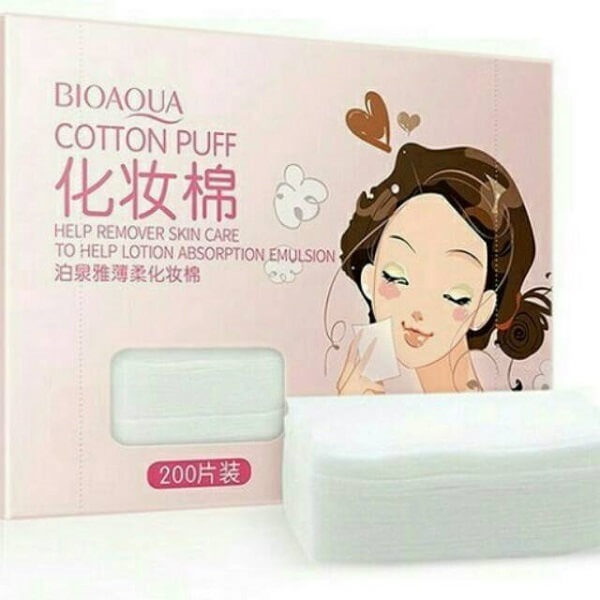 BIOAQUA
COTTON PUFF
化妆棉
HELP REMOVER SKIN CARE
TO HELP LOTION ABSORPTION EMULSION
泊泉雅薄柔化妆棉
200片装